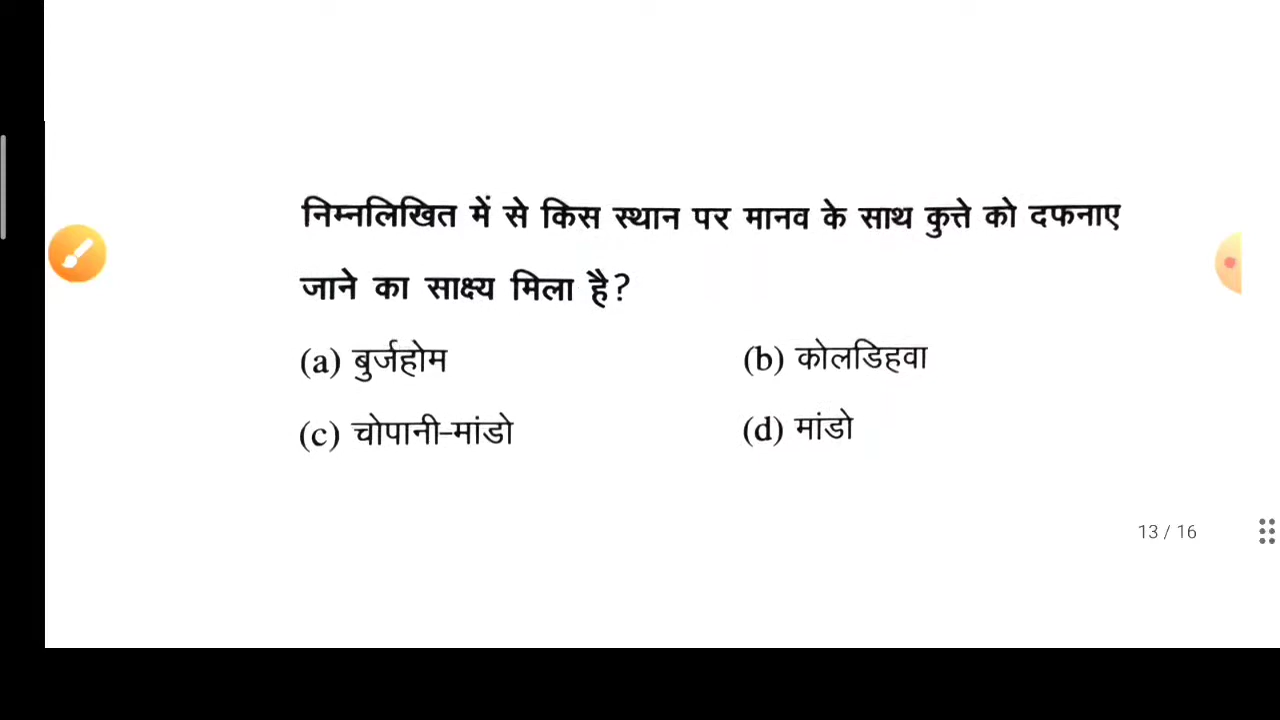 निम्नलिखित में से किस स्थान पर मानव के साथ कुत्ते को दफनाए
जाने का साक्ष्य मिला है?
(a) बुर्जहोम (b) कोलडिहवा
(c) चोपानी-मांडो (d) मांडो
13 / 16